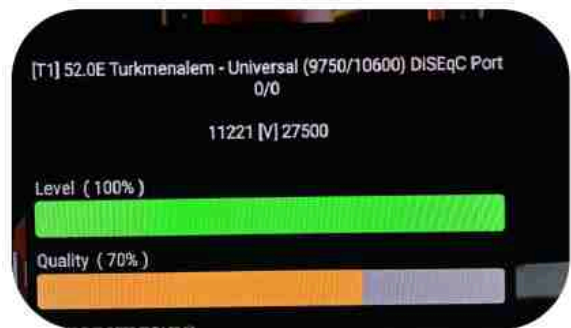 [T1] 52.0E Turkmenalem - Universal (9750/10600) DiSEqC Port
0/0
11221 [V] 27500
Level ( 100% )
Quality ( 70% )